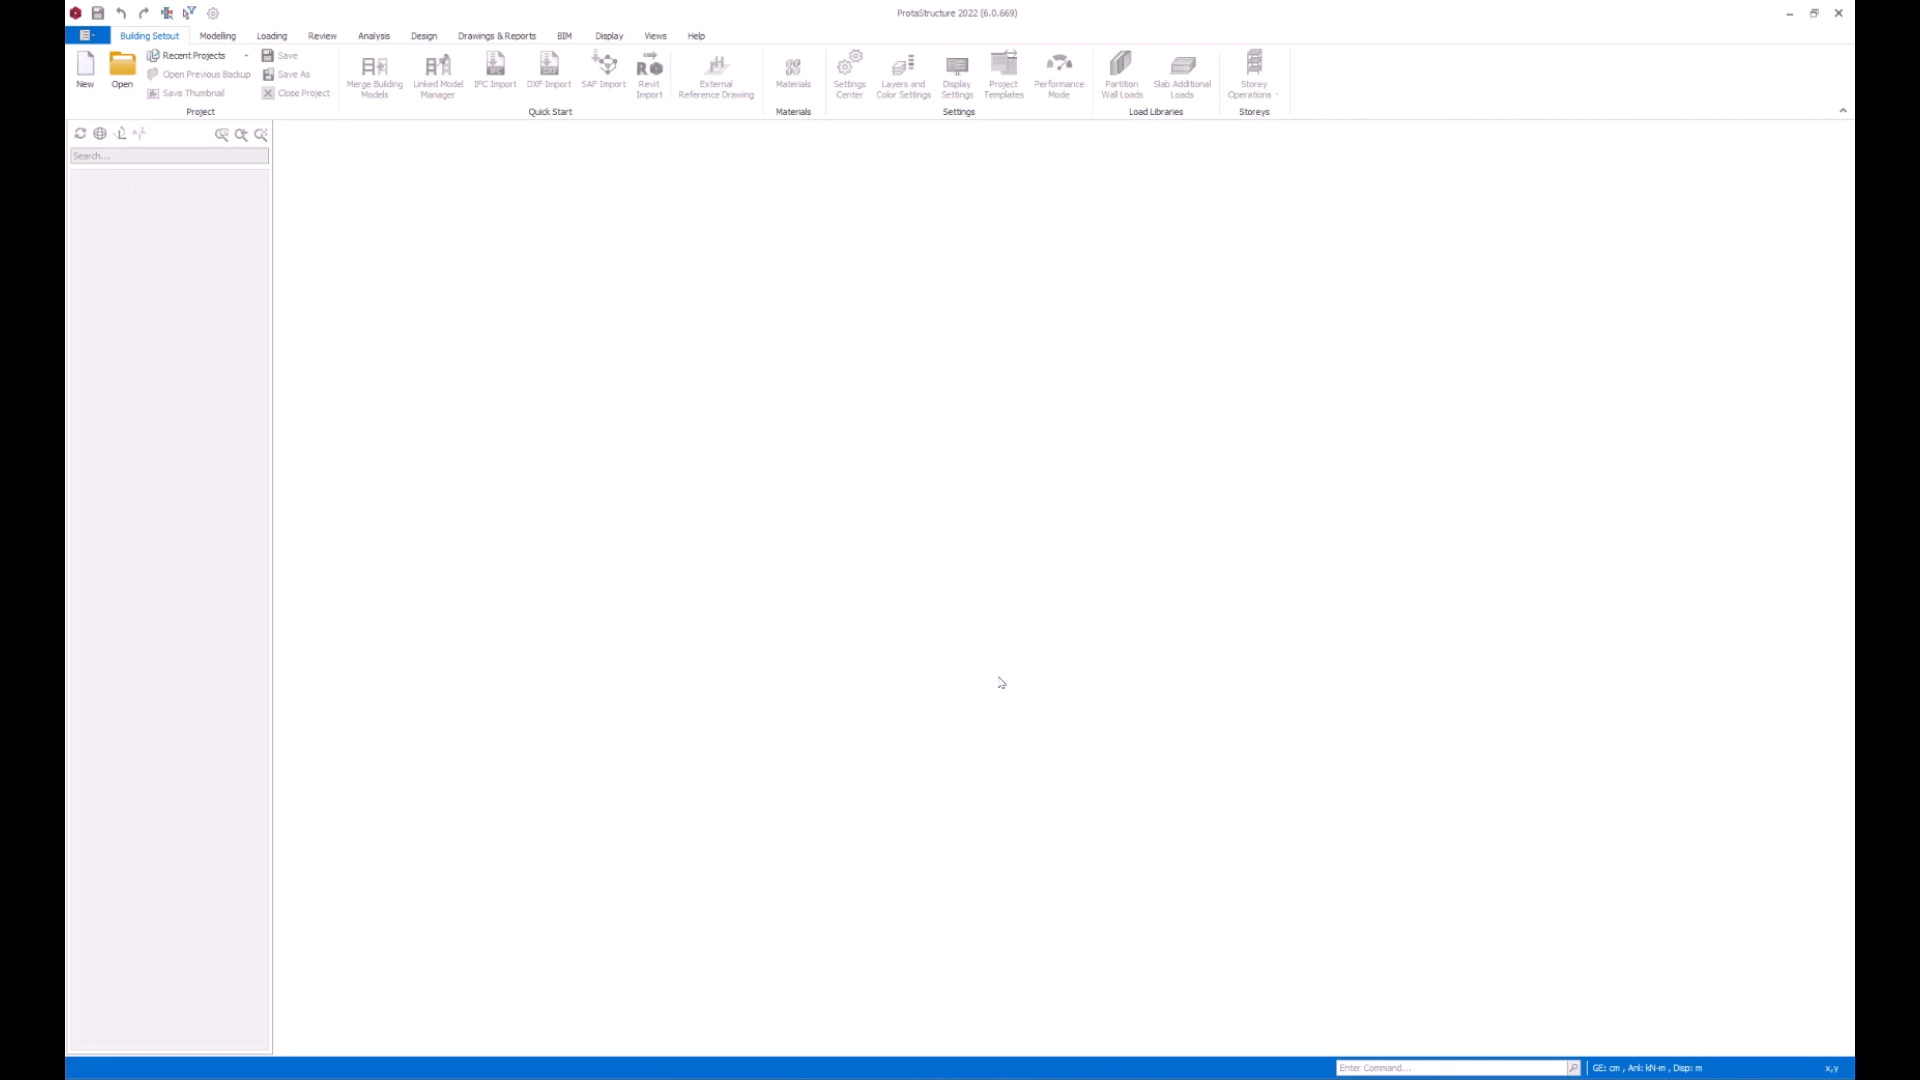 ProtaStructure 2022 (6.0.669)
Building Setout Modelling Loading Review Analysis Design Drawings & Reports BIM Display Views Help
New
Open
Recent Projects
Open Previous Backup
Save Thumbnail
Save
Save As
Close Project
Project
Merge Building
Models
Linked Model
Manager
IFC Import
DXF Import
SAF Import
Revit
Import
External
Reference Drawing
Quick Start
Materials
Materials
Settings
Center
Layers and
Color Settings
Display
Settings
Project
Templates
Performance
Mode
Settings
Partition
Wall Loads
Slab Additional
Loads
Load Libraries
Storey
Operations
Storeys
Search...
Enter Command...
GE: cm , Anl: kN-m , Disp: m
x,y